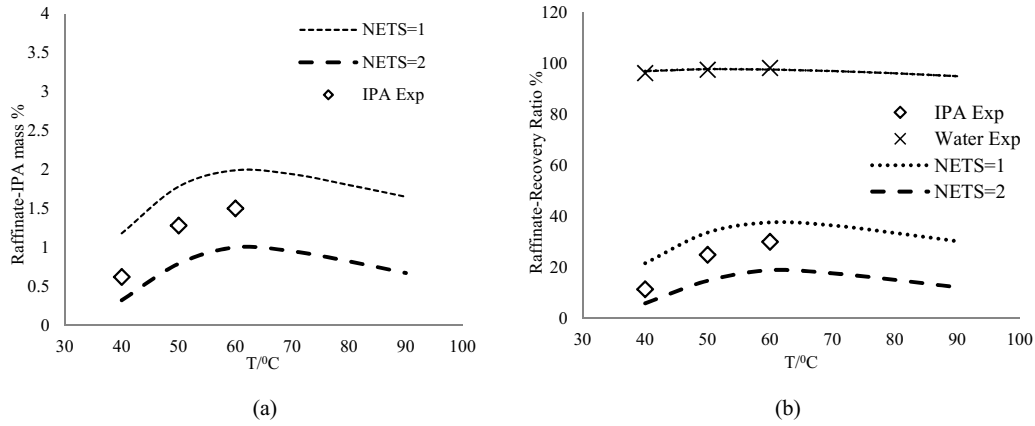 Raffinate-IPA mass %
4
3.5
3
2.5
2
1.5
1
0.5
0
30 40 50 60 70 80 90 100
T/⁰C
NETS=1
NETS=2
IPA Exp
(a)
Raffinate-Recovery Ratio %
120
100
80
60
40
20
0
30 40 50 60 70 80 90 100
T/⁰C
IPA Exp
Water Exp
NETS=1
NETS=2
(b)